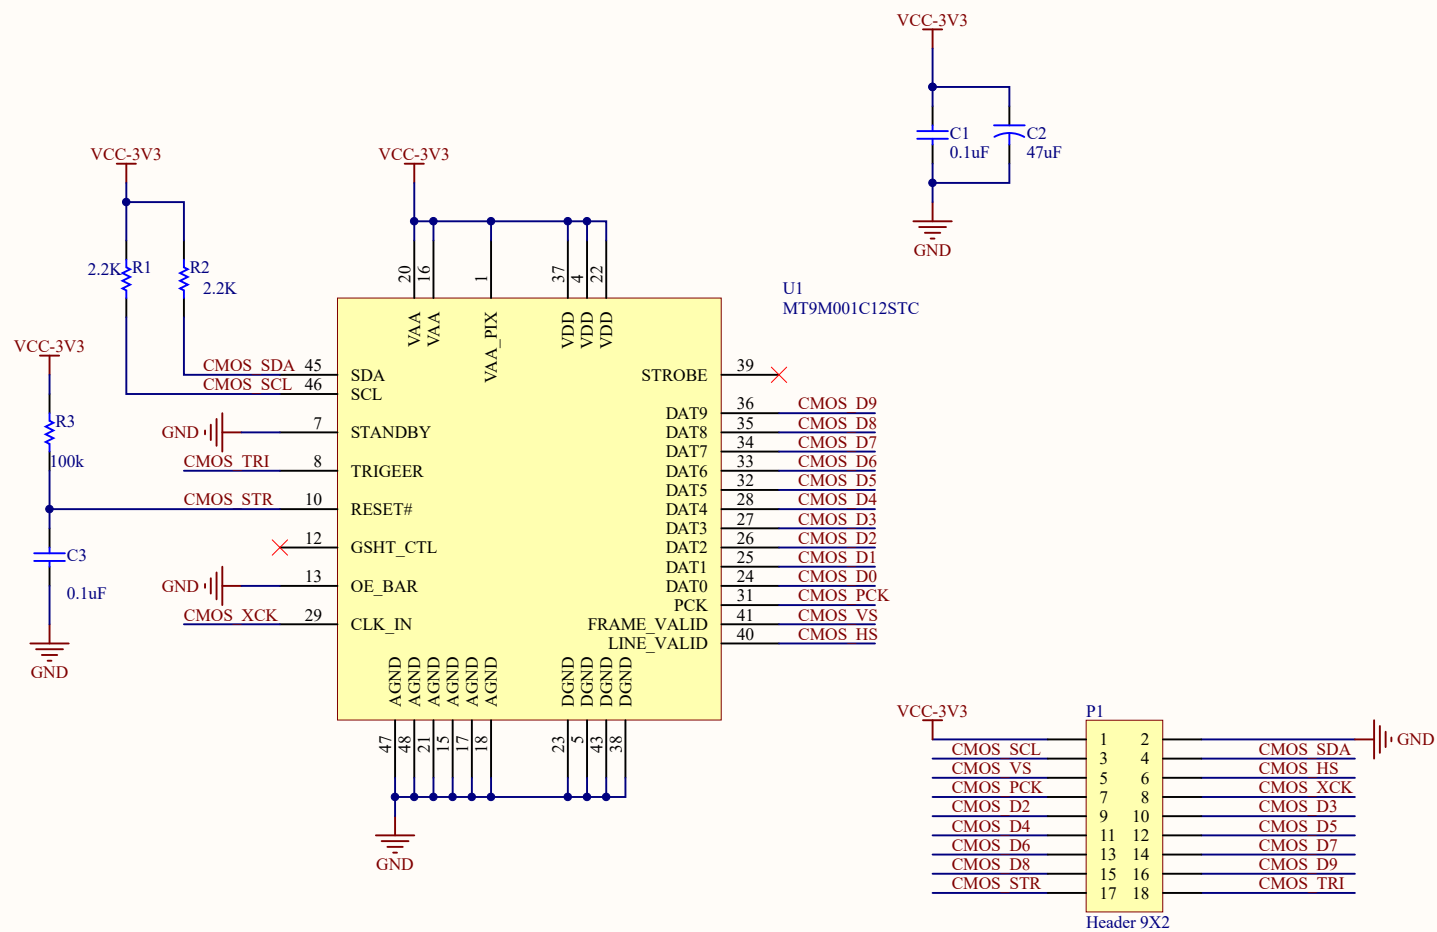 VCC-3V3
C1
0.1uF
C2
47uF
GND
VCC-3V3
2.2K
R1
R2
2.2K
VCC-3V3
20
16
1
37
4
22
VAA
VAA
VAA_PIX
VDD
VDD
VDD
U1
MT9M001C12STC
VCC-3V3
R3
100k
C3
0.1uF
GND
CMOS_SDA 45 SDA
CMOS_SCL 46 SCL
GND 7 STANDBY
CMOS_TRI 8 TRIGEER
CMOS_STR 10 RESET#
12 GSHT_CTL
GND 13 OE_BAR
CMOS_XCK 29 CLK_IN
STROBE 39
DAT9 36 CMOS_D9
DAT8 35 CMOS_D8
DAT7 34 CMOS_D7
DAT6 33 CMOS_D6
DAT5 32 CMOS_D5
DAT4 28 CMOS_D4
DAT3 27 CMOS_D3
DAT2 26 CMOS_D2
DAT1 25 CMOS_D1
DAT0 24 CMOS_D0
PCK 31 CMOS_PCK
FRAME_VALID 41 CMOS_VS
LINE_VALID 40 CMOS_HS
AGND
AGND
AGND
AGND
AGND
AGND
DGND
DGND
DGND
DGND
47
48
21
15
17
18
23
5
43
38
GND
VCC-3V3
P1
1 2 GND
CMOS_SCL 3 4 CMOS_SDA
CMOS_VS 5 6 CMOS_HS
CMOS_PCK 7 8 CMOS_XCK
CMOS_D2 9 10 CMOS_D3
CMOS_D4 11 12 CMOS_D5
CMOS_D6 13 14 CMOS_D7
CMOS_D8 15 16 CMOS_D9
CMOS_STR 17 18 CMOS_TRI
Header 9X2